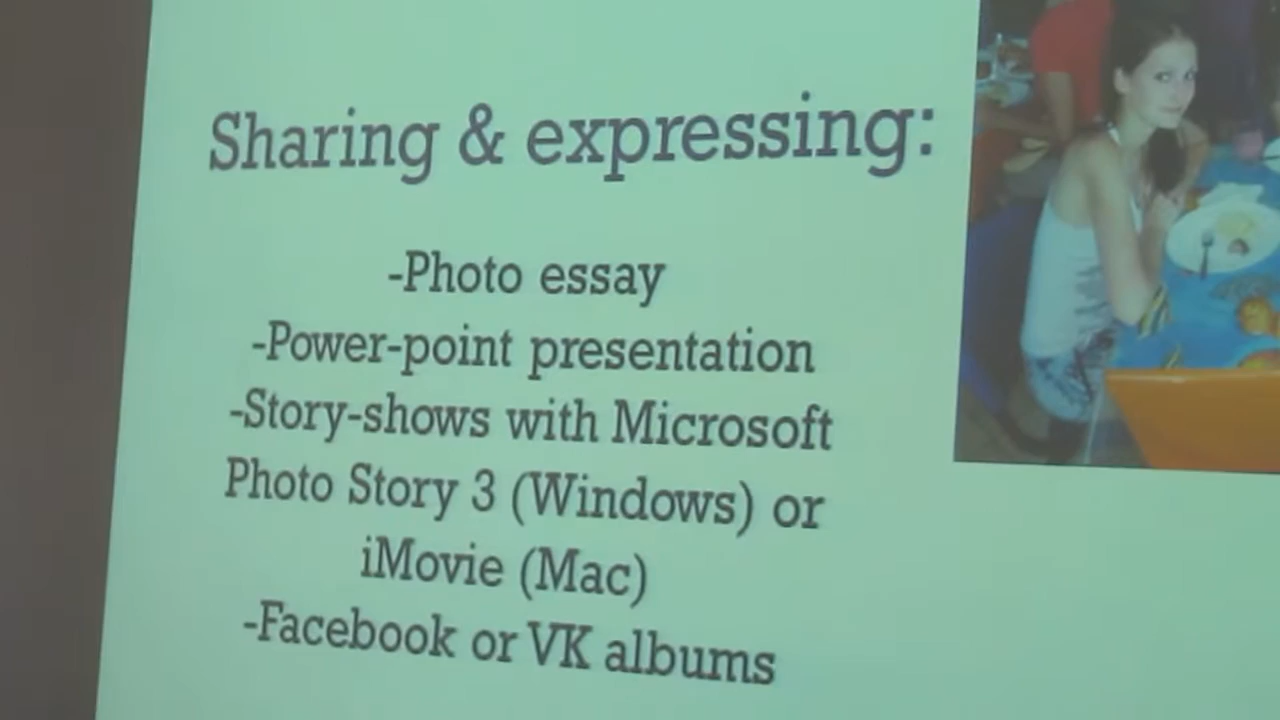 Sharing & expressing:
-Photo essay
-Power-point presentation
-Story-shows with Microsoft
Photo Story 3 (Windows) or
iMovie (Mac)
-Facebook or VK albums